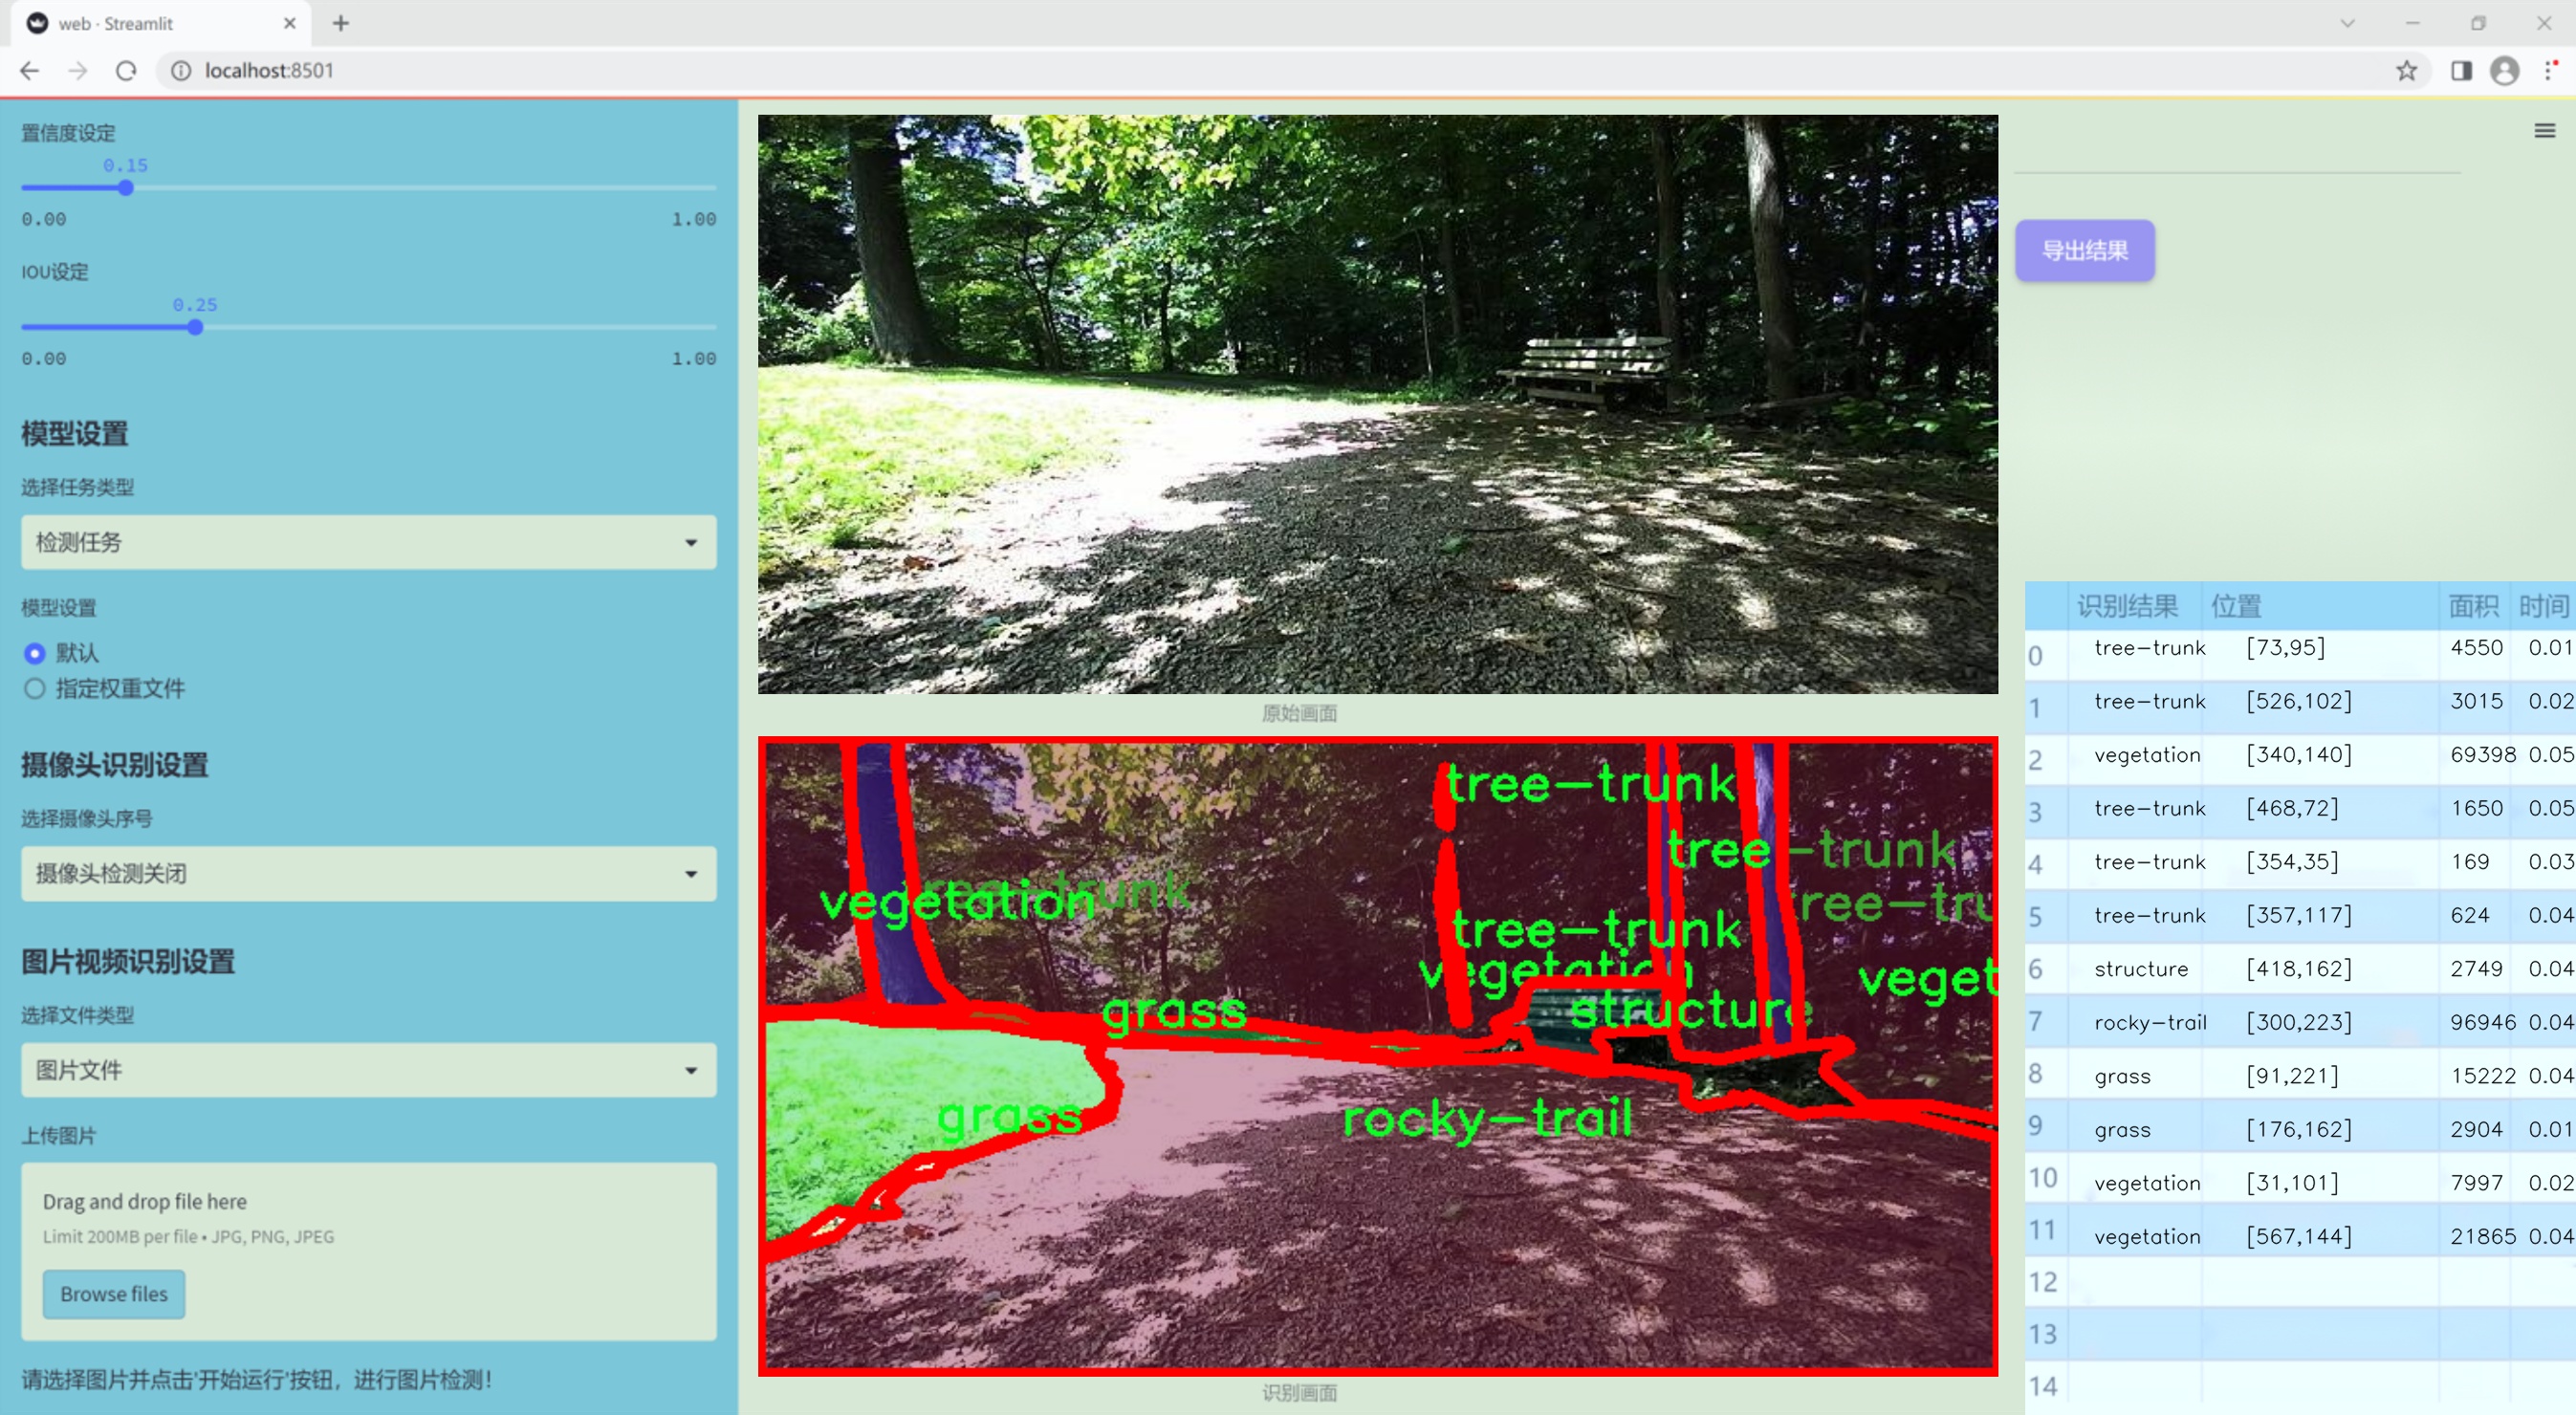 web · Streamlit
localhost:8501
置信度设定
0.15
0.00 1.00
IOU设定
0.25
0.00 1.00
模型设置
选择任务类型
检测任务
模型设置
默认
指定权重文件
摄像头识别设置
选择摄像头序号
摄像头检测关闭
图片视频识别设置
选择文件类型
图片文件
上传图片
Drag and drop file here
Limit 200MB per file • JPG, PNG, JPEG
Browse files
请选择图片并点击'开始运行'按钮，进行图片检测！
原始画面
tree-trunk
tree-trunk
vegetation
tree-trunk
vegetation
veget
grass
structure
grass
rocky-trail
识别画面
导出结果
识别结果 位置 面积 时间
0 tree-trunk [73,95] 4550 0.01
1 tree-trunk [526,102] 3015 0.02
2 vegetation [340,140] 69398 0.05
3 tree-trunk [468,72] 1650 0.05
4 tree-trunk [354,35] 169 0.03
5 tree-trunk [357,117] 624 0.04
6 structure [418,162] 2749 0.04
7 rocky-trail [300,223] 96946 0.04
8 grass [91,221] 15222 0.04
9 grass [176,162] 2904 0.01
10 vegetation [31,101] 7997 0.02
11 vegetation [567,144] 21865 0.04
12
13
14